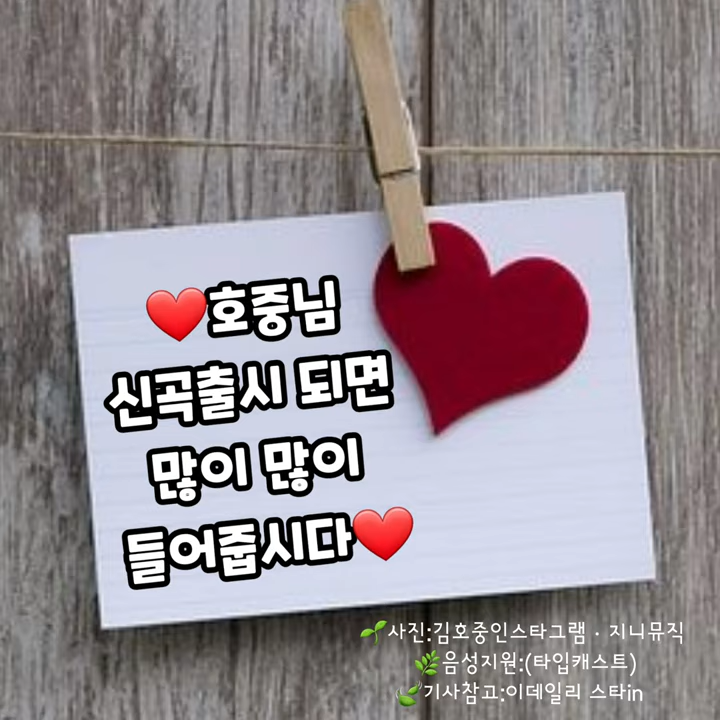 ❤️호중님
신곡출시 되면
많이 많이
들어줍시다❤️
🌱사진:김호중인스타그램 · 지니뮤직
🌿음성지원:(타입캐스트)
🍃기사참고:이데일리 스타in